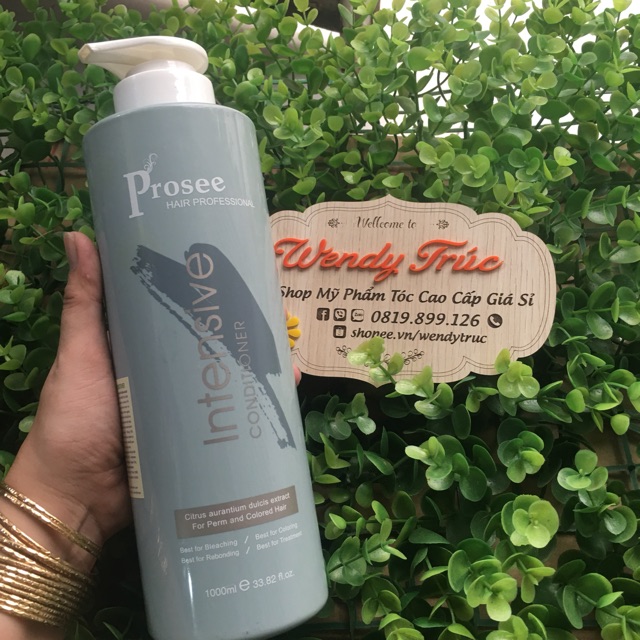 Prosee
HAIR PROFESSIONAL
Intensive
CONDITIONER
Citrus aurantium dulcis extract
For Perm and Colored Hair
Best for Bleaching / Best for Coloring
Best for Rebonding / Best for Treatment
1000ml e 33.82 fl.oz.
Wellcome to
Wendy Trúc
Shop Mỹ Phẩm Tóc Cao Cấp Giá Sỉ
0819.899.126
shopee.vn/wendytruc